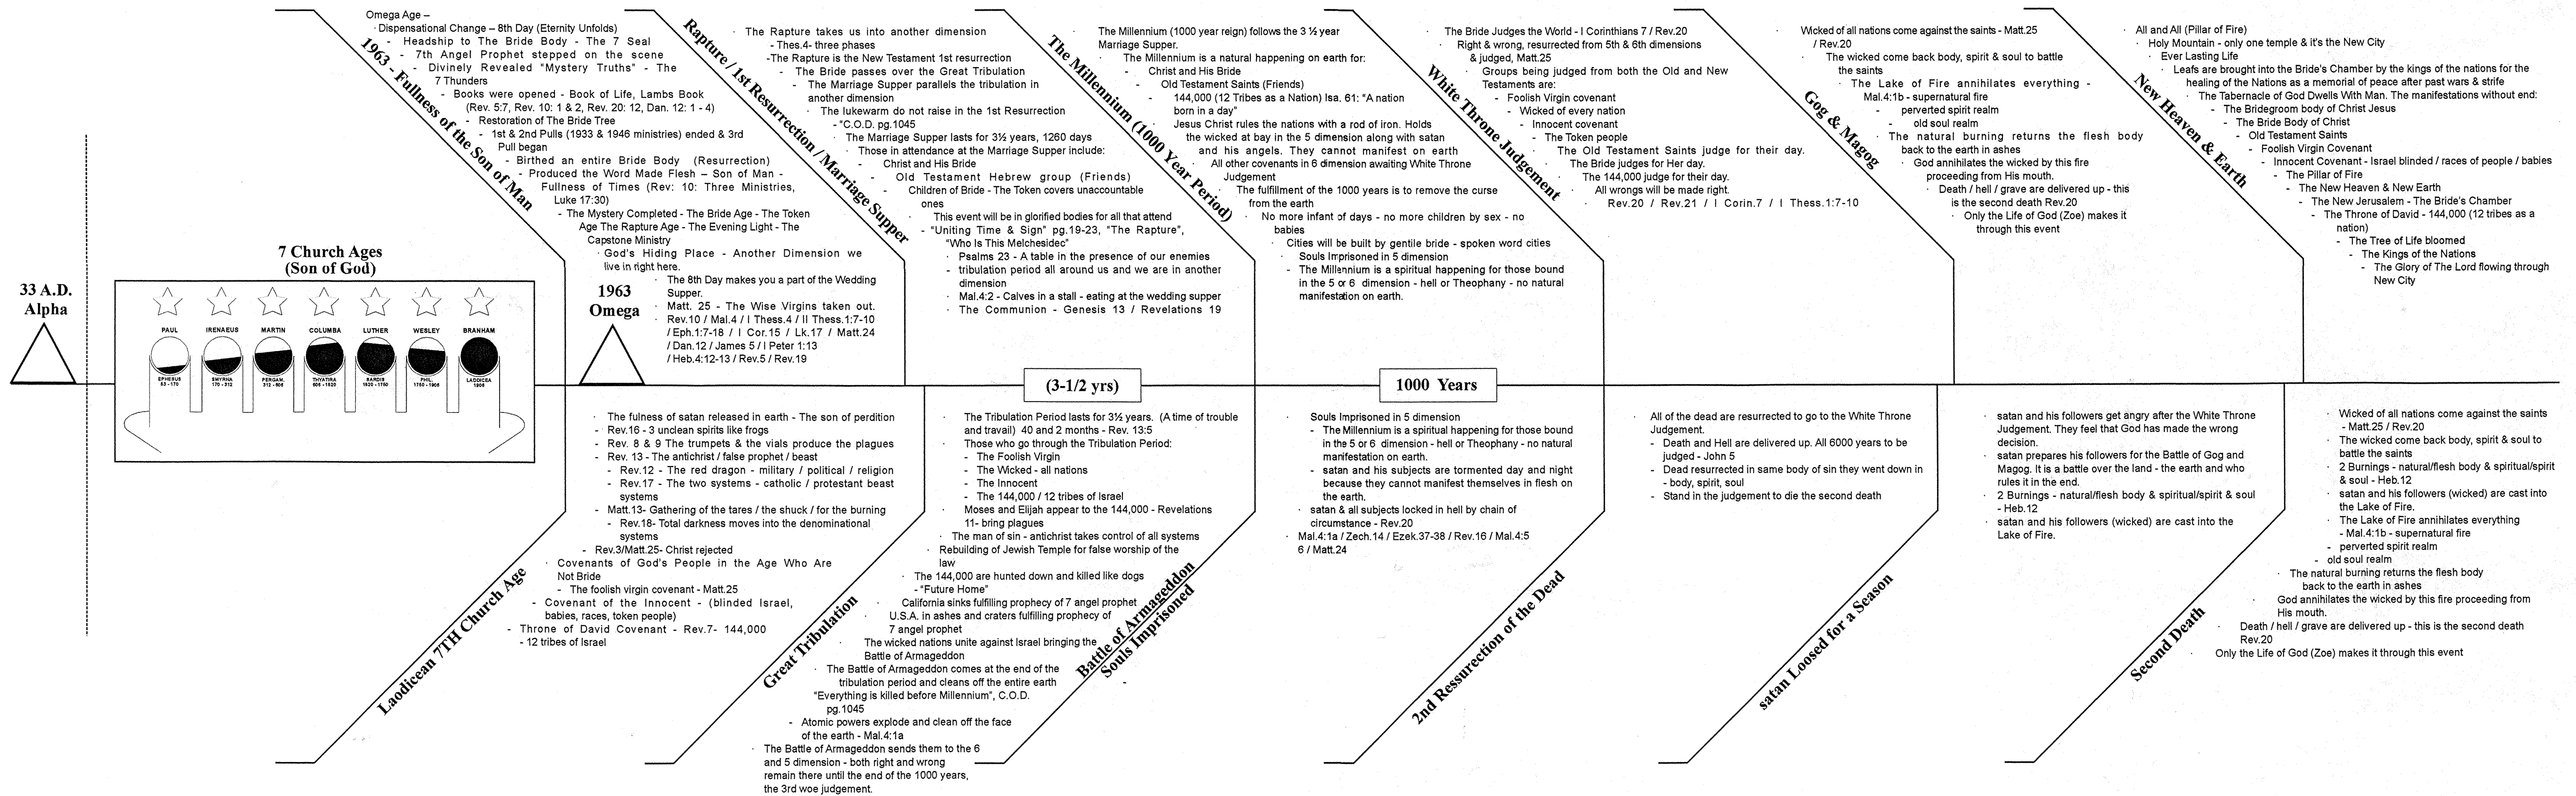 33 A.D.
Alpha
7 Church Ages
(Son of God)
PAUL
IRENAEUS
MARTIN
COLUMBA
LUTHER
WESLEY
BRANHAM
EPHESUS
53 - 170
SMYRNA
170 - 312
PERGAM.
312 - 606
THYATIRA
606 - 1520
SARDIS
1520 - 1750
PHIL.
1750 - 1906
LADDICEA
1906
1963
Omega
1963 - Fullness of the Son of Man
Omega Age –
· Dispensational Change – 8th Day (Eternity Unfolds)
- Headship to The Bride Body - The 7 Seal
- 7th Angel Prophet stepped on the scene
- Divinely Revealed "Mystery Truths" - The
7 Thunders
- Books were opened - Book of Life, Lambs Book
(Rev. 5:7, Rev. 10: 1 & 2, Rev. 20: 12, Dan. 12: 1 - 4)
- Restoration of The Bride Tree
- 1st & 2nd Pulls (1933 & 1946 ministries) ended & 3rd
Pull began
- Birthed an entire Bride Body (Resurrection)
- Produced the Word Made Flesh – Son of Man -
Fullness of Times (Rev: 10: Three Ministries,
Luke 17:30)
- The Mystery Completed - The Bride Age - The Token
Age The Rapture Age - The Evening Light - The
Capstone Ministry
· God's Hiding Place - Another Dimension we
live in right here.
· The 8th Day makes you a part of the Wedding
Supper.
· Matt. 25 - The Wise Virgins taken out.
· Rev.10 / Mal.4 / I Thess.4 / II Thess.1:7-10
/ Eph.1:7-18 / I Cor.15 / Lk.17 / Matt.24
/ Dan.12 / James 5 / I Peter 1:13
/ Heb.4:12-13 / Rev.5 / Rev.19
Rapture / 1st Resurrection / Marriage Supper
· The Rapture takes us into another dimension
- Thes.4- three phases
-The Rapture is the New Testament 1st resurrection
- The Bride passes over the Great Tribulation
- The Marriage Supper parallels the tribulation in
another dimension
· The lukewarm do not raise in the 1st Resurrection
- "C.O.D. pg.1045
· The Marriage Supper lasts for 3½ years, 1260 days
· Those in attendance at the Marriage Supper include:
- Christ and His Bride
- Old Testament Hebrew group (Friends)
- Children of Bride - The Token covers unaccountable
ones
· This event will be in glorified bodies for all that attend
- "Uniting Time & Sign" pg.19-23, "The Rapture",
"Who Is This Melchesidec"
· Psalms 23 - A table in the presence of our enemies
- tribulation period all around us and we are in another
dimension
· Mal.4:2 - Calves in a stall - eating at the wedding supper
· The Communion - Genesis 13 / Revelations 19
(3-1/2 yrs)
The Millennium (1000 Year Period)
· The Millennium (1000 year reign) follows the 3 ½ year
Marriage Supper.
· The Millennium is a natural happening on earth for:
- Christ and His Bride
- Old Testament Saints (Friends)
- 144,000 (12 Tribes as a Nation) Isa. 61: "A nation
born in a day"
· Jesus Christ rules the nations with a rod of iron. Holds
the wicked at bay in the 5 dimension along with satan
and his angels. They cannot manifest on earth
· All other covenants in 6 dimension awaiting White Throne
Judgement
· The fulfillment of the 1000 years is to remove the curse
from the earth
· No more infant of days - no more children by sex - no
babies
· Cities will be built by gentile bride - spoken word cities
· Souls Imprisoned in 5 dimension
- The Millennium is a spiritual happening for those bound
in the 5 or 6 dimension - hell or Theophany - no natural
manifestation on earth.
1000 Years
White Throne Judgement
· The Bride Judges the World - I Corinthians 7 / Rev.20
· Right & wrong, resurrected from 5th & 6th dimensions
& judged, Matt.25
· Groups being judged from both the Old and New
Testaments are:
- Foolish Virgin covenant
- Wicked of every nation
- Innocent covenant
- The Token people
· The Old Testament Saints judge for their day.
· The Bride judges for Her day.
· The 144,000 judge for their day.
· All wrongs will be made right.
· Rev.20 / Rev.21 / I Corin.7 / I Thess.1:7-10
Gog & Magog
· Wicked of all nations come against the saints - Matt.25
/ Rev.20
· The wicked come back body, spirit & soul to battle
the saints
· The Lake of Fire annihilates everything -
Mal.4:1b - supernatural fire
- perverted spirit realm
- old soul realm
· The natural burning returns the flesh body
back to the earth in ashes
· God annihilates the wicked by this fire
proceeding from His mouth.
· Death / hell / grave are delivered up - this
is the second death Rev.20
· Only the Life of God (Zoe) makes it
through this event
New Heaven & Earth
· All and All (Pillar of Fire)
· Holy Mountain - only one temple & it's the New City
· Ever Lasting Life
· Leafs are brought into the Bride's Chamber by the kings of the nations for the
healing of the Nations as a memorial of peace after past wars & strife
· The Tabernacle of God Dwells With Man. The manifestations without end:
- The Bridegroom body of Christ Jesus
- The Bride Body of Christ
- Old Testament Saints
- Foolish Virgin Covenant
- Innocent Covenant - Israel blinded / races of people / babies
- The Pillar of Fire
- The New Heaven & New Earth
- The New Jerusalem - The Bride's Chamber
- The Throne of David - 144,000 (12 tribes as a
nation)
- The Tree of Life bloomed
- The Kings of the Nations
- The Glory of The Lord flowing through
New City
Laodicean 7TH Church Age
· The fulness of satan released in earth - The son of perdition
- Rev.16 - 3 unclean spirits like frogs
- Rev. 8 & 9 The trumpets & the vials produce the plagues
- Rev. 13 - The antichrist / false prophet / beast
- Rev.12 - The red dragon - military / political / religion
- Rev.17 - The two systems - catholic / protestant beast
systems
- Matt.13- Gathering of the tares / the shuck / for the burning
- Rev.18- Total darkness moves into the denominational
systems
- Rev.3/Matt.25- Christ rejected
· Covenants of God's People in the Age Who Are
Not Bride
- The foolish virgin covenant - Matt.25
- Covenant of the Innocent - (blinded Israel,
babies, races, token people)
- Throne of David Covenant - Rev.7- 144,000
- 12 tribes of Israel
Great Tribulation
· The Tribulation Period lasts for 3½ years. (A time of trouble
and travail) 40 and 2 months - Rev. 13:5
· Those who go through the Tribulation Period:
- The Foolish Virgin
- The Wicked - all nations
- The Innocent
- The 144,000 / 12 tribes of Israel
· Moses and Elijah appear to the 144,000 - Revelations
11- bring plagues
· The man of sin - antichrist takes control of all systems
· Rebuilding of Jewish Temple for false worship of the
law
· The 144,000 are hunted down and killed like dogs
- "Future Home"
· California sinks fulfilling prophecy of 7 angel prophet
· U.S.A. in ashes and craters fulfilling prophecy of
7 angel prophet
· The wicked nations unite against Israel bringing the
Battle of Armageddon
· The Battle of Armageddon comes at the end of the
tribulation period and cleans off the entire earth
"Everything is killed before Millennium", C.O.D.
pg.1045
- Atomic powers explode and clean off the face
of the earth - Mal.4:1a
· The Battle of Armageddon sends them to the 6
and 5 dimension - both right and wrong
remain there until the end of the 1000 years,
the 3rd woe judgement.
Battle of Armageddon
Souls Imprisoned
-
· Souls Imprisoned in 5 dimension
- The Millennium is a spiritual happening for those bound
in the 5 or 6 dimension - hell or Theophany - no natural
manifestation on earth.
- satan and his subjects are tormented day and night
because they cannot manifest themselves in flesh on
the earth.
· satan & all subjects locked in hell by chain of
circumstance - Rev.20
· Mal.4:1a / Zech.14 / Ezek.37-38 / Rev.16 / Mal.4:5
6 / Matt.24
2nd Ressurection of the Dead
· All of the dead are resurrected to go to the White Throne
Judgement.
- Death and Hell are delivered up. All 6000 years to be
judged - John 5
- Dead resurrected in same body of sin they went down in
- body, spirit, soul
- Stand in the judgement to die the second death
satan Loosed for a Season
· satan and his followers get angry after the White Throne
Judgement. They feel that God has made the wrong
decision.
· satan prepares his followers for the Battle of Gog and
Magog. It is a battle over the land - the earth and who
rules it in the end.
· 2 Burnings - natural/flesh body & spiritual/spirit & soul
- Heb.12
· satan and his followers (wicked) are cast into the
Lake of Fire.
Second Death
· Wicked of all nations come against the saints
- Matt.25 / Rev.20
· The wicked come back body, spirit & soul to
battle the saints
· 2 Burnings - natural/flesh body & spiritual/spirit
& soul - Heb.12
· satan and his followers (wicked) are cast into
the Lake of Fire.
· The Lake of Fire annihilates everything
- Mal.4:1b - supernatural fire
- perverted spirit realm
- old soul realm
· The natural burning returns the flesh body
back to the earth in ashes
· God annihilates the wicked by this fire proceeding from
His mouth.
· Death / hell / grave are delivered up - this is the second death
Rev.20
· Only the Life of God (Zoe) makes it through this event